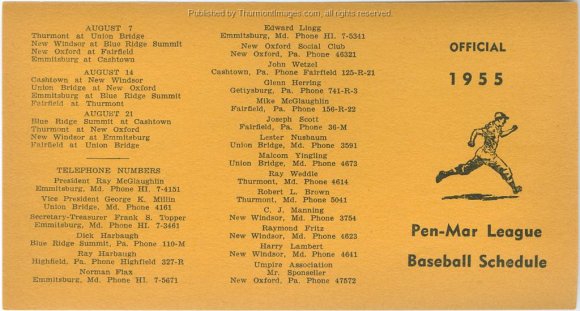 Published by ThurmontImages.com, all rights reserved.
AUGUST 7
Thurmont at Union Bridge
New Windsor at Blue Ridge Summit
New Oxford at Fairfield
Emmitsburg at Cashtown
AUGUST 14
Cashtown at New Windsor
Union Bridge at New Oxford
Emmitsburg at Blue Ridge Summit
Fairfield at Thurmont
AUGUST 21
Blue Ridge Summit at Cashtown
Thurmont at New Oxford
New Windsor at Emmitsburg
Fairfield at Union Bridge
TELEPHONE NUMBERS
President Ray McGlaughlin
Emmitsburg, Md. Phone HI. 7-4151
Vice President George K. Millin
Union Bridge, Md. Phone 4161
Secretary-Treasurer Frank S. Topper
Emmitsburg, Md. Phone HI. 7-3461
Dick Harbaugh
Blue Ridge Summit, Pa. Phone 110-M
Ray Harbaugh
Highfield, Pa. Phone Highfield 327-R
Norman Flax
Emmitsburg, Md. Phone HI. 7-5671
Edward Lingg
Emmitsburg, Md. Phone HI. 7-5341
New Oxford Social Club
New Oxford, Pa. Phone 46321
John Wetzel
Cashtown, Pa. Phone Fairfield 125-R-21
Glenn Herring
Gettysburg, Pa. Phone 741-R-3
Mike McGlaughlin
Fairfield, Pa. Phone 156-R-22
Joseph Scott
Fairfield, Pa. Phone 36-M
Lester Nusbaum
Union Bridge, Md. Phone 3591
Malcom Yingling
Union Bridge, Md. Phone 4673
Ray Weddle
Thurmont, Md. Phone 4614
Robert L. Brown
Thurmont, Md. Phone 5041
C. J. Manning
New Windsor, Md. Phone 3754
Raymond Fritz
New Windsor, Md. Phone 4623
Harry Lambert
New Windsor, Md. Phone 4641
Umpire Association
Mr. Sponseller
New Oxford, Pa. Phone 47572
OFFICIAL
1955
Pen-Mar League
Baseball Schedule